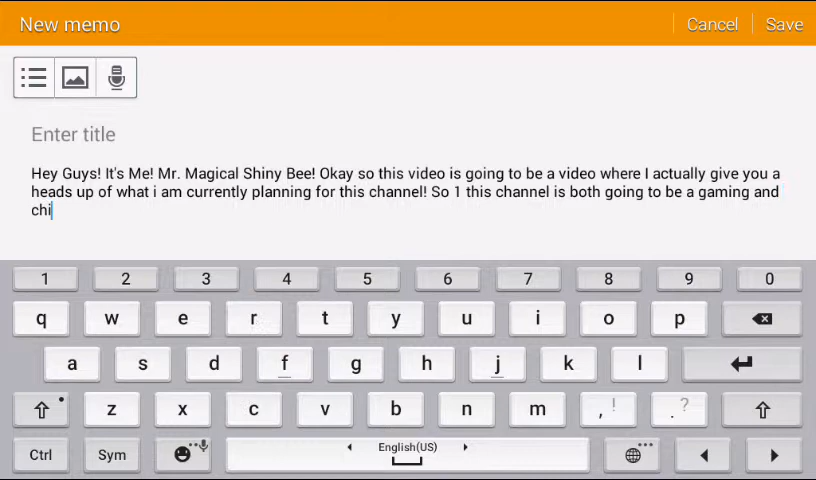 New memo
Cancel
Save
Enter title
Hey Guys! It's Me! Mr. Magical Shiny Bee! Okay so this video is going to be a video where I actually give you a
heads up of what i am currently planning for this channel! So 1 this channel is both going to be a gaming and
chi
1 2 3 4 5 6 7 8 9 0
q w e r t y u i o p
a s d f g h j k l
z x c v b n m , ! . ?
Ctrl Sym English(US)